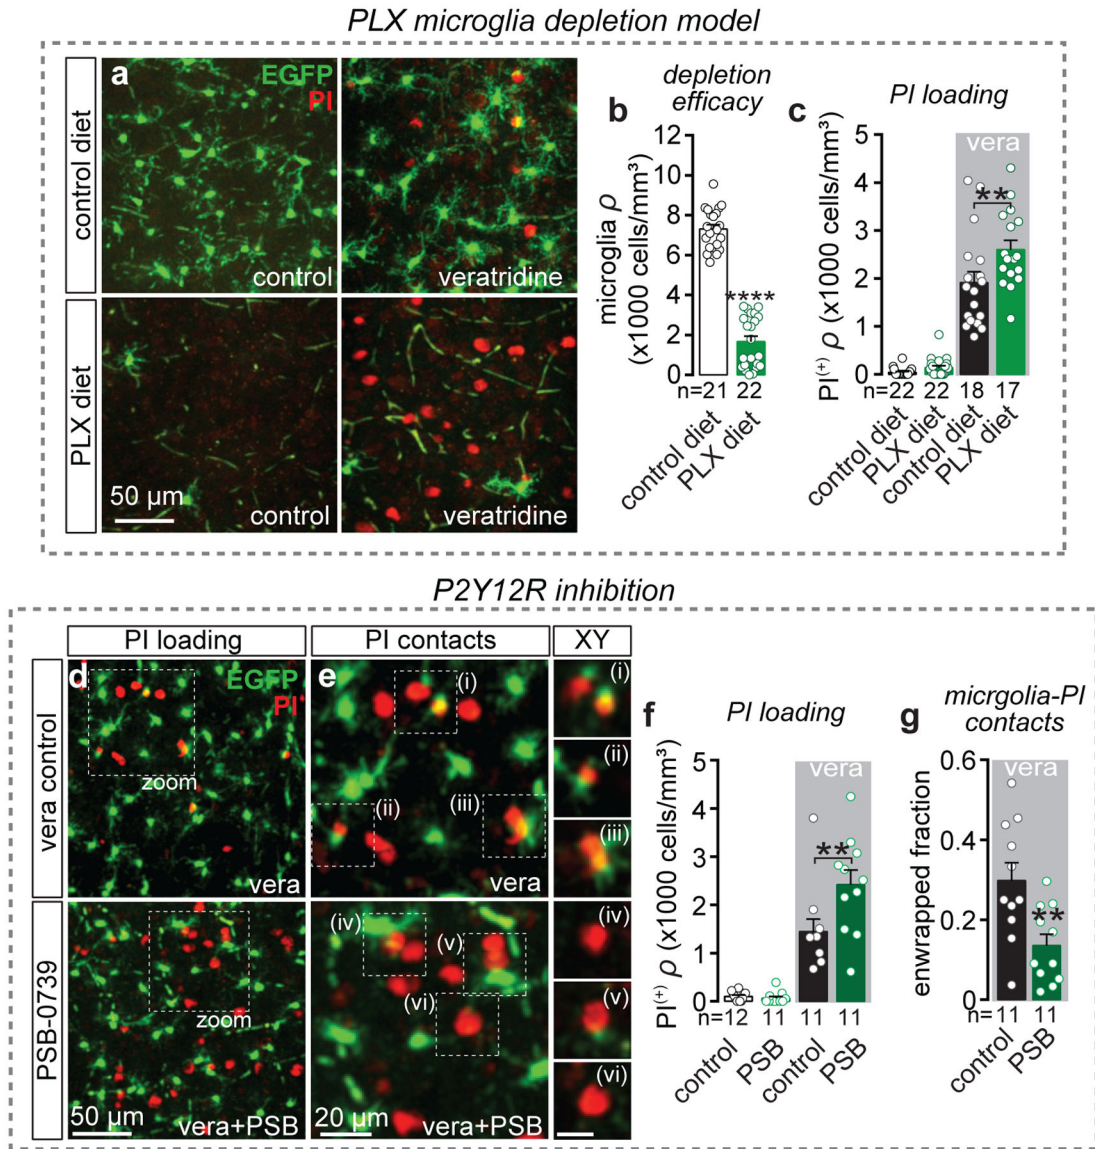 PLX microglia depletion model
control diet
PLX diet
a
EGFP
PI
control
veratridine
50 µm
control
veratridine
b
depletion
efficacy
microglia ρ
(x1000 cells/mm³)
12
10
8
6
4
2
0
****
n=21 22
control diet
PLX diet
c
PI loading
PI(+) ρ (x1000 cells/mm³)
5
4
3
2
1
0
vera
**
n=22 22 18 17
control diet
PLX diet
control diet
PLX diet
P2Y12R inhibition
PI loading
PI contacts
XY
vera control
PSB-0739
d
EGFP
PI
zoom
vera
zoom
50 µm
vera+PSB
e
(i)
(ii)
(iii)
vera
(iv)
(v)
(vi)
20 µm
vera+PSB
(i)
(ii)
(iii)
(iv)
(v)
(vi)
f
PI loading
PI(+) ρ (x1000 cells/mm³)
5
4
3
2
1
0
vera
**
n=12 11 11 11
control
PSB
control
PSB
g
micrgolia-PI
contacts
enwrapped fraction
0.6
0.4
0.2
0
vera
**
n= 11 11
control
PSB